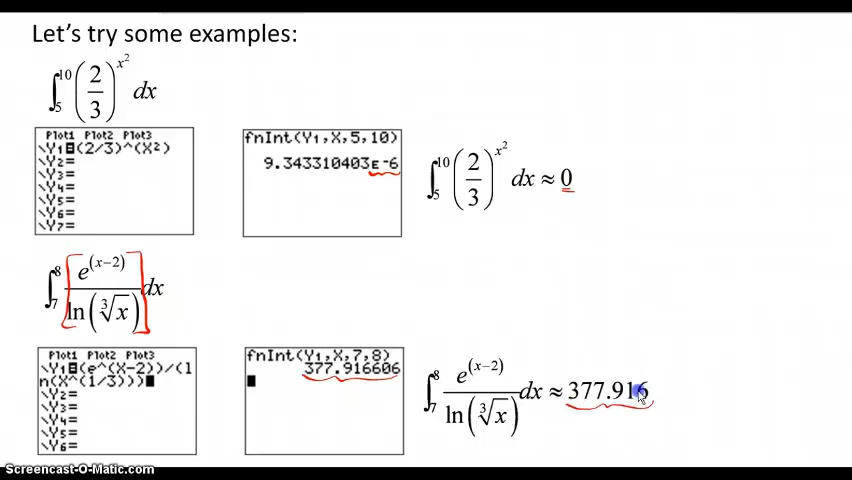 Let's try some examples:
∫₅¹⁰ (2/3)^(x²) dx
Plot1 Plot2 Plot3
\Y1=(2/3)^(X²)
\Y2=
\Y3=
\Y4=
\Y5=
\Y6=
\Y7=
fnInt(Y1,X,5,10)
9.343310403E-6
∫₅¹⁰ (2/3)^(x²) dx ≈ 0
∫₇⁸ [e^(x−2) / ln(∛x)] dx
Plot1 Plot2 Plot3
\Y1=(e^(X-2))/(l
n(X^(1/3)))
\Y2=
\Y3=
\Y4=
\Y5=
\Y6=
fnInt(Y1,X,7,8)
377.916606
∫₇⁸ e^(x−2) / ln(∛x) dx ≈ 377.916
Screencast-O-Matic.com